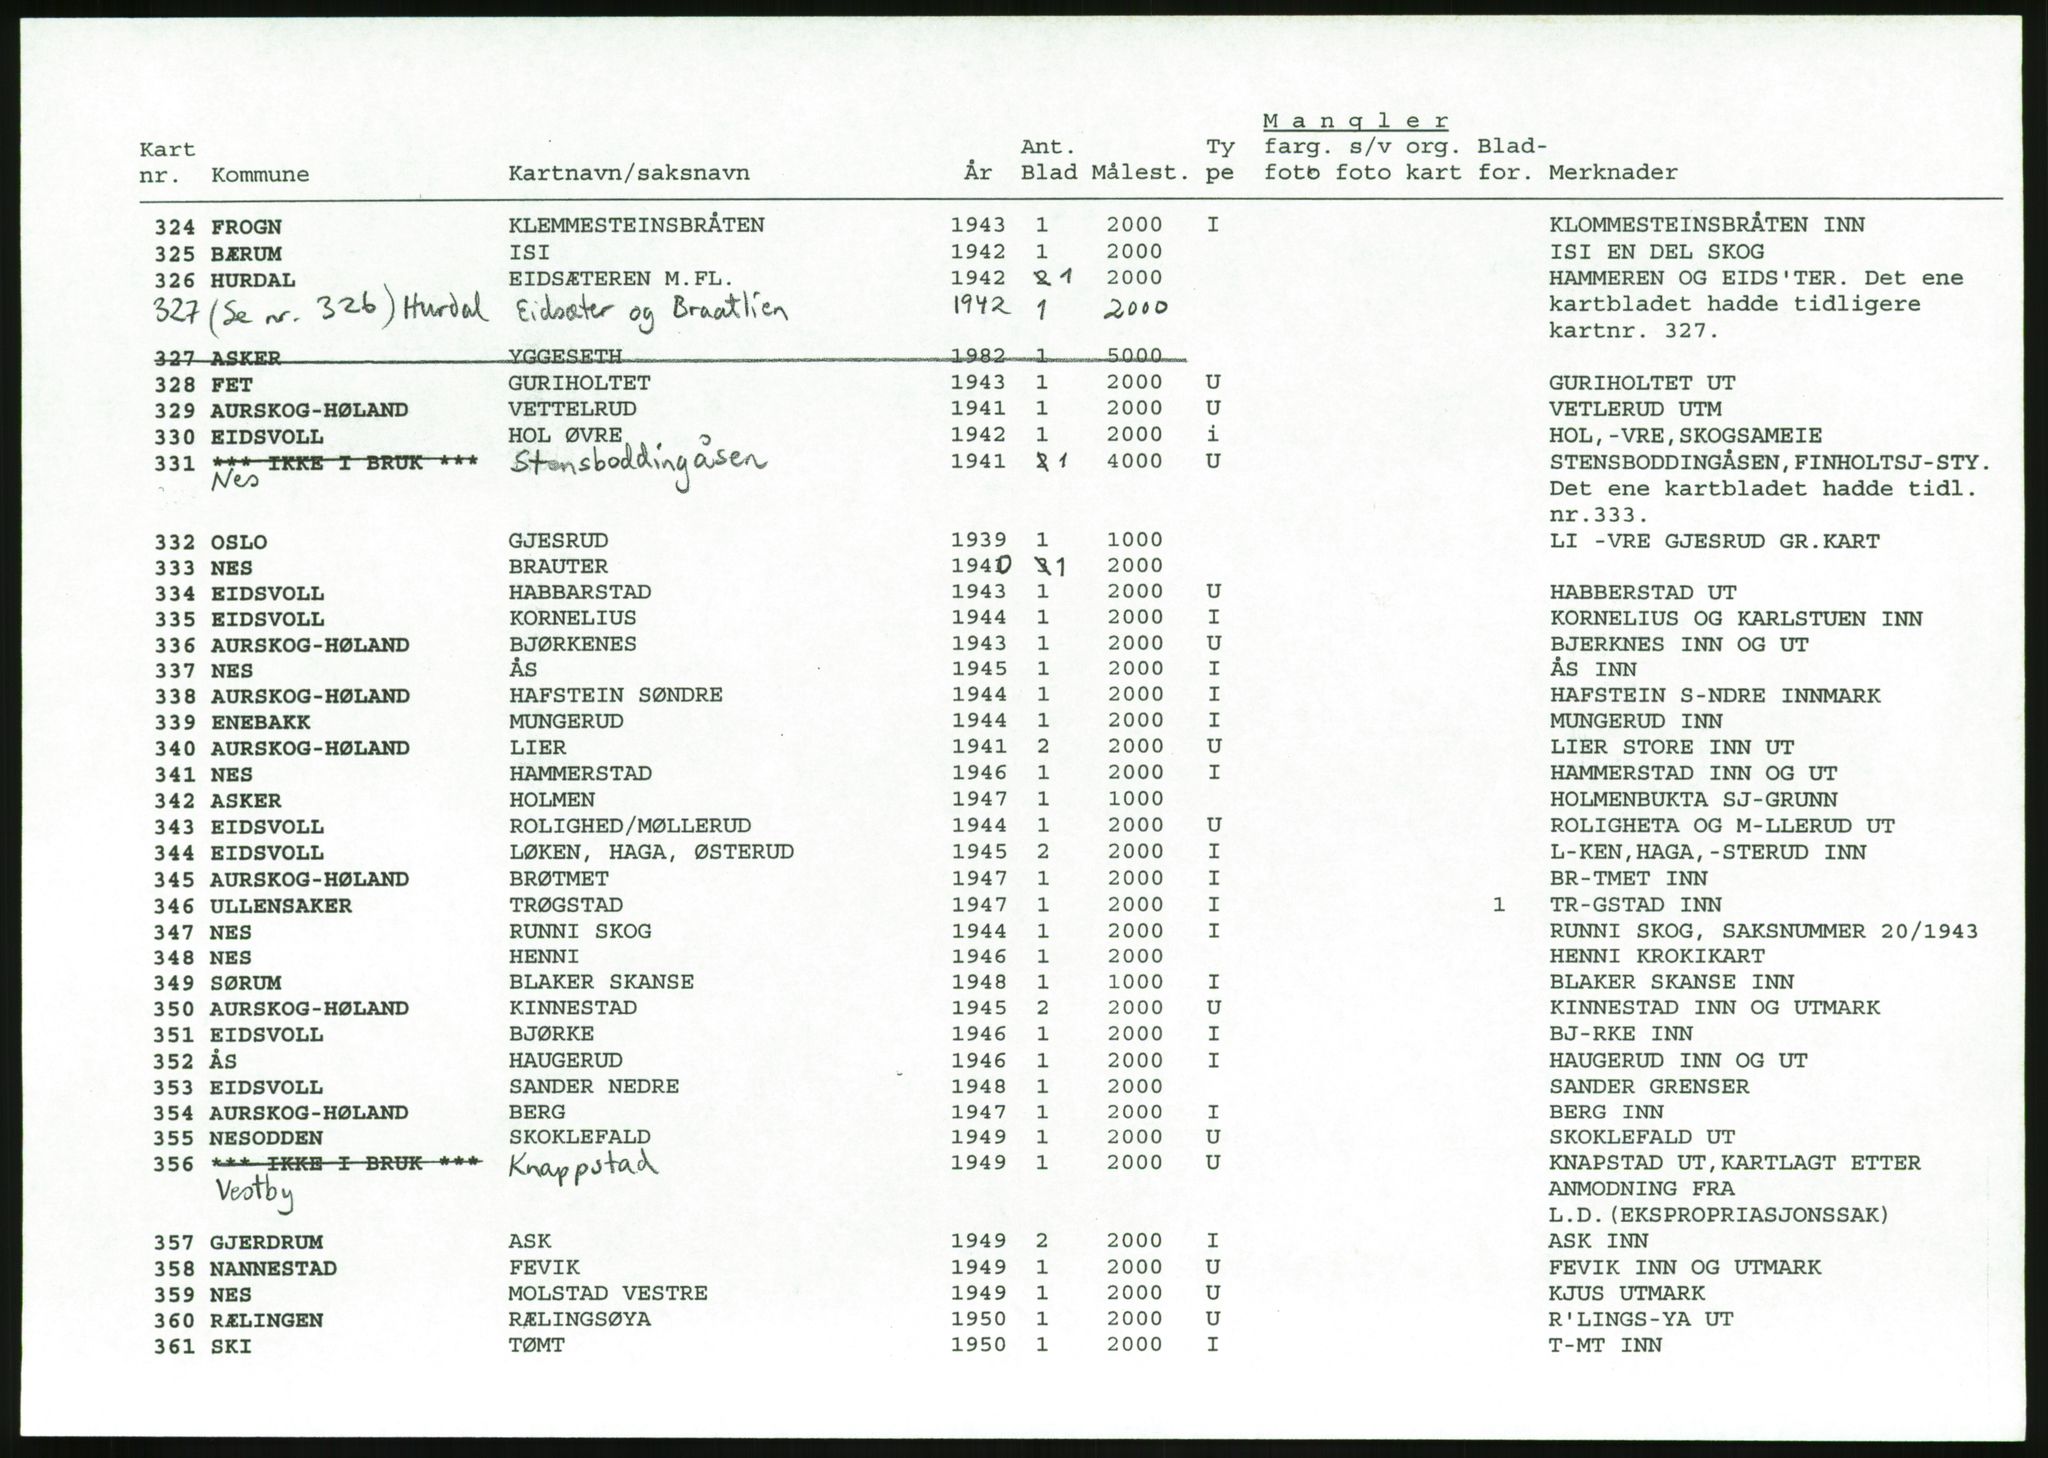 M a n g l e r
Kart Ant. Ty farg. s/v org. Blad-
nr. Kommune Kartnavn/saksnavn År Blad Målest. pe foto foto kart for. Merknader
324 FROGN KLEMMESTEINSBRÅTEN 1943 1 2000 I KLOMMESTEINSBRÅTEN INN
325 BÆRUM ISI 1942 1 2000 ISI EN DEL SKOG
326 HURDAL EIDSÆTEREN M.FL. 1942 2 1 2000 HAMMEREN OG EIDS'TER. Det ene
327 (Se nr. 326) Hurdal Eidsæter og Braatlien 1942 1 2000 kartbladet hadde tidligere
kartnr. 327.
327 ASKER YGGESETH 1982 1 5000
328 FET GURIHOLTET 1943 1 2000 U GURIHOLTET UT
329 AURSKOG-HØLAND VETTELRUD 1941 1 2000 U VETLERUD UTM
330 EIDSVOLL HOL ØVRE 1942 1 2000 i HOL,-VRE,SKOGSAMEIE
331 *** IKKE I BRUK *** Stensboddingåsen 1941 2 1 4000 U STENSBODDINGÅSEN,FINHOLTSJ-STY.
Nes Det ene kartbladet hadde tidl.
nr.333.
332 OSLO GJESRUD 1939 1 1000 LI -VRE GJESRUD GR.KART
333 NES BRAUTER 1940 1 2000
334 EIDSVOLL HABBARSTAD 1943 1 2000 U HABBERSTAD UT
335 EIDSVOLL KORNELIUS 1944 1 2000 I KORNELIUS OG KARLSTUEN INN
336 AURSKOG-HØLAND BJØRKENES 1943 1 2000 U BJERKNES INN OG UT
337 NES ÅS 1945 1 2000 I ÅS INN
338 AURSKOG-HØLAND HAFSTEIN SØNDRE 1944 1 2000 I HAFSTEIN S-NDRE INNMARK
339 ENEBAKK MUNGERUD 1944 1 2000 I MUNGERUD INN
340 AURSKOG-HØLAND LIER 1941 2 2000 U LIER STORE INN UT
341 NES HAMMERSTAD 1946 1 2000 I HAMMERSTAD INN OG UT
342 ASKER HOLMEN 1947 1 1000 HOLMENBUKTA SJ-GRUNN
343 EIDSVOLL ROLIGHED/MØLLERUD 1944 1 2000 U ROLIGHETA OG M-LLERUD UT
344 EIDSVOLL LØKEN, HAGA, ØSTERUD 1945 2 2000 I L-KEN,HAGA,-STERUD INN
345 AURSKOG-HØLAND BRØTMET 1947 1 2000 I BR-TMET INN
346 ULLENSAKER TRØGSTAD 1947 1 2000 I 1 TR-GSTAD INN
347 NES RUNNI SKOG 1944 1 2000 I RUNNI SKOG, SAKSNUMMER 20/1943
348 NES HENNI 1946 1 2000 HENNI KROKIKART
349 SØRUM BLAKER SKANSE 1948 1 1000 I BLAKER SKANSE INN
350 AURSKOG-HØLAND KINNESTAD 1945 2 2000 U KINNESTAD INN OG UTMARK
351 EIDSVOLL BJØRKE 1946 1 2000 I BJ-RKE INN
352 ÅS HAUGERUD 1946 1 2000 I HAUGERUD INN OG UT
353 EIDSVOLL SANDER NEDRE 1948 1 2000 SANDER GRENSER
354 AURSKOG-HØLAND BERG 1947 1 2000 I BERG INN
355 NESODDEN SKOKLEFALD 1949 1 2000 U SKOKLEFALD UT
356 *** IKKE I BRUK *** Knappstad 1949 1 2000 U KNAPSTAD UT,KARTLAGT ETTER
Vestby ANMODNING FRA
L.D.(EKSPROPRIASJONSSAK)
357 GJERDRUM ASK 1949 2 2000 I ASK INN
358 NANNESTAD FEVIK 1949 1 2000 U FEVIK INN OG UTMARK
359 NES MOLSTAD VESTRE 1949 1 2000 U KJUS UTMARK
360 RÆLINGEN RÆLINGSØYA 1950 1 2000 U R'LINGS-YA UT
361 SKI TØMT 1950 1 2000 I T-MT INN